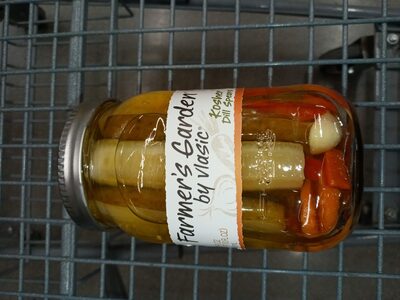 Farmer's Garden
by Vlasic
Kosher
Dill Spears